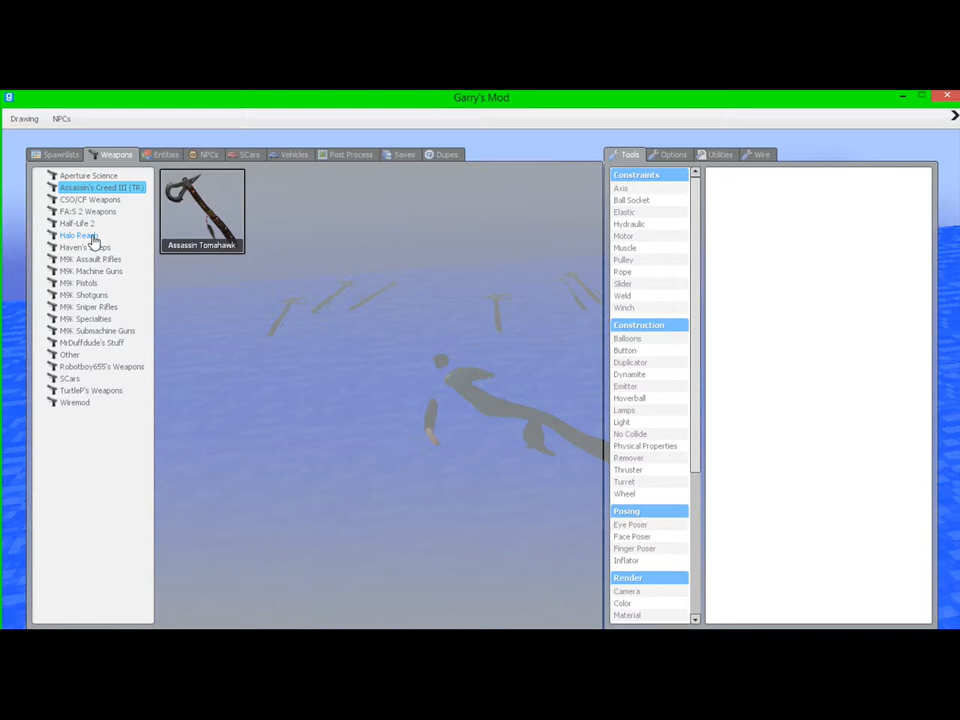 g
Garry's Mod
Drawing NPCs
Spawnlists Weapons Entities NPCs SCars Vehicles Post Process Saves Dupes
Tools Options Utilities Wire
Aperture Science
Assassin's Creed III (TR)
CSO/CF Weapons
FA:S 2 Weapons
Half-Life 2
Halo
Haven's
M9K Assault Rifles
M9K Machine Guns
M9K Pistols
M9K Shotguns
M9K Sniper Rifles
M9K Specialties
M9K Submachine Guns
MrDuffdude's Stuff
Other
Robotboy655's Weapons
SCars
TurtleP's Weapons
Wiremod
Assassin Tomahawk
Constraints
Axis
Ball Socket
Elastic
Hydraulic
Motor
Muscle
Pulley
Rope
Slider
Weld
Winch
Construction
Balloons
Button
Duplicator
Dynamite
Emitter
Hoverball
Lamps
Light
No Collide
Physical Properties
Remover
Thruster
Turret
Wheel
Posing
Eye Poser
Face Poser
Finger Poser
Inflator
Render
Camera
Color
Material